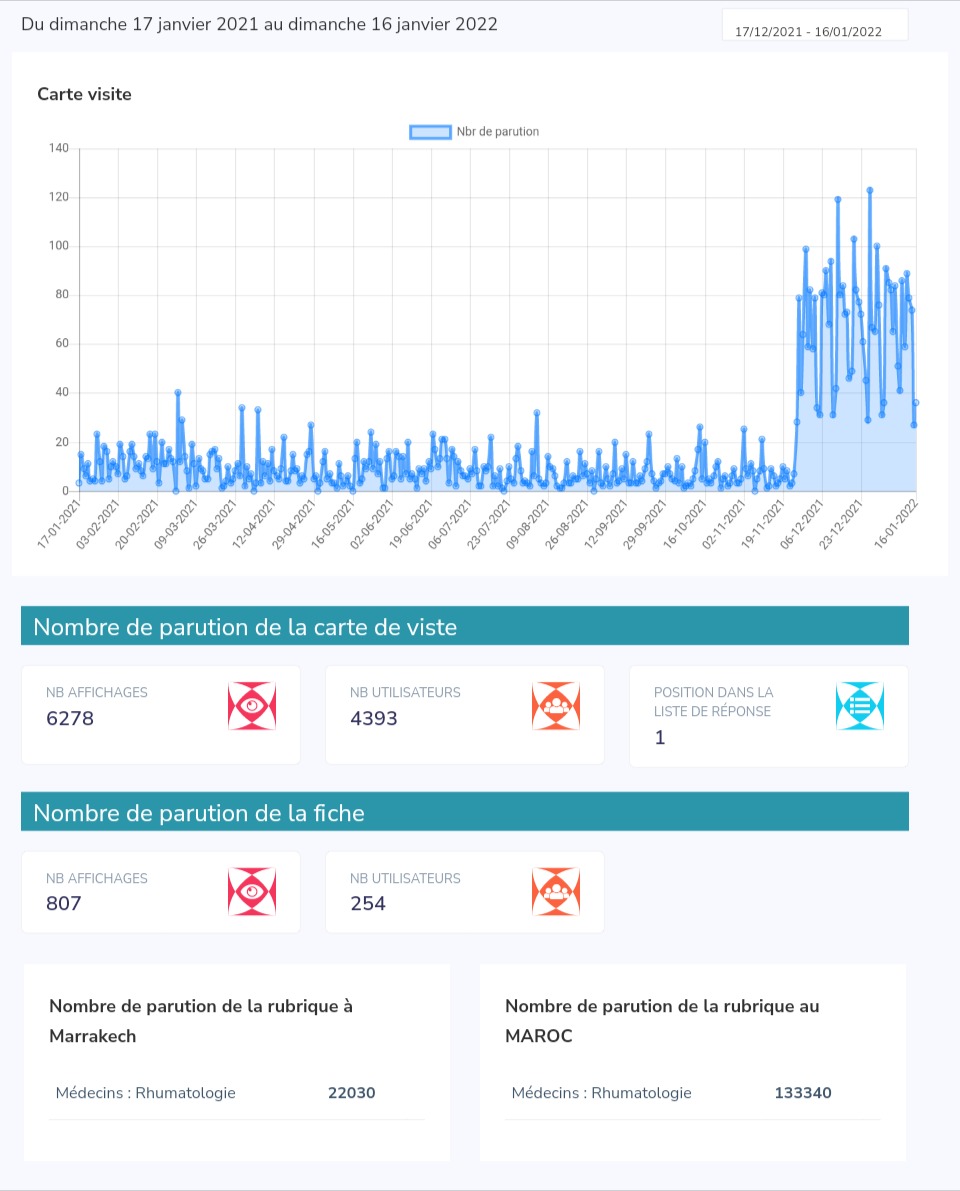 Du dimanche 17 janvier 2021 au dimanche 16 janvier 2022
17/12/2021 - 16/01/2022
Carte visite
Nbr de parution
140
120
100
80
60
40
20
0
17-01-2021
03-02-2021
20-02-2021
09-03-2021
26-03-2021
12-04-2021
29-04-2021
16-05-2021
02-06-2021
19-06-2021
06-07-2021
23-07-2021
09-08-2021
26-08-2021
12-09-2021
29-09-2021
16-10-2021
02-11-2021
19-11-2021
06-12-2021
23-12-2021
16-01-2022
Nombre de parution de la carte de viste
NB AFFICHAGES
6278
NB UTILISATEURS
4393
POSITION DANS LA
LISTE DE RÉPONSE
1
Nombre de parution de la fiche
NB AFFICHAGES
807
NB UTILISATEURS
254
Nombre de parution de la rubrique à
Marrakech
Médecins : Rhumatologie 22030
Nombre de parution de la rubrique au
MAROC
Médecins : Rhumatologie 133340